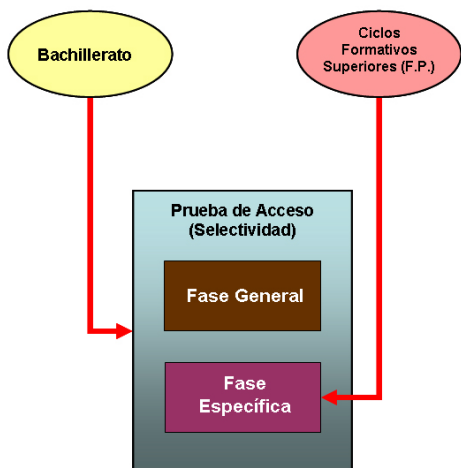 Bachillerato
Ciclos
Formativos
Superiores (F.P.)
Prueba de Acceso
(Selectividad)
Fase General
Fase
Específica